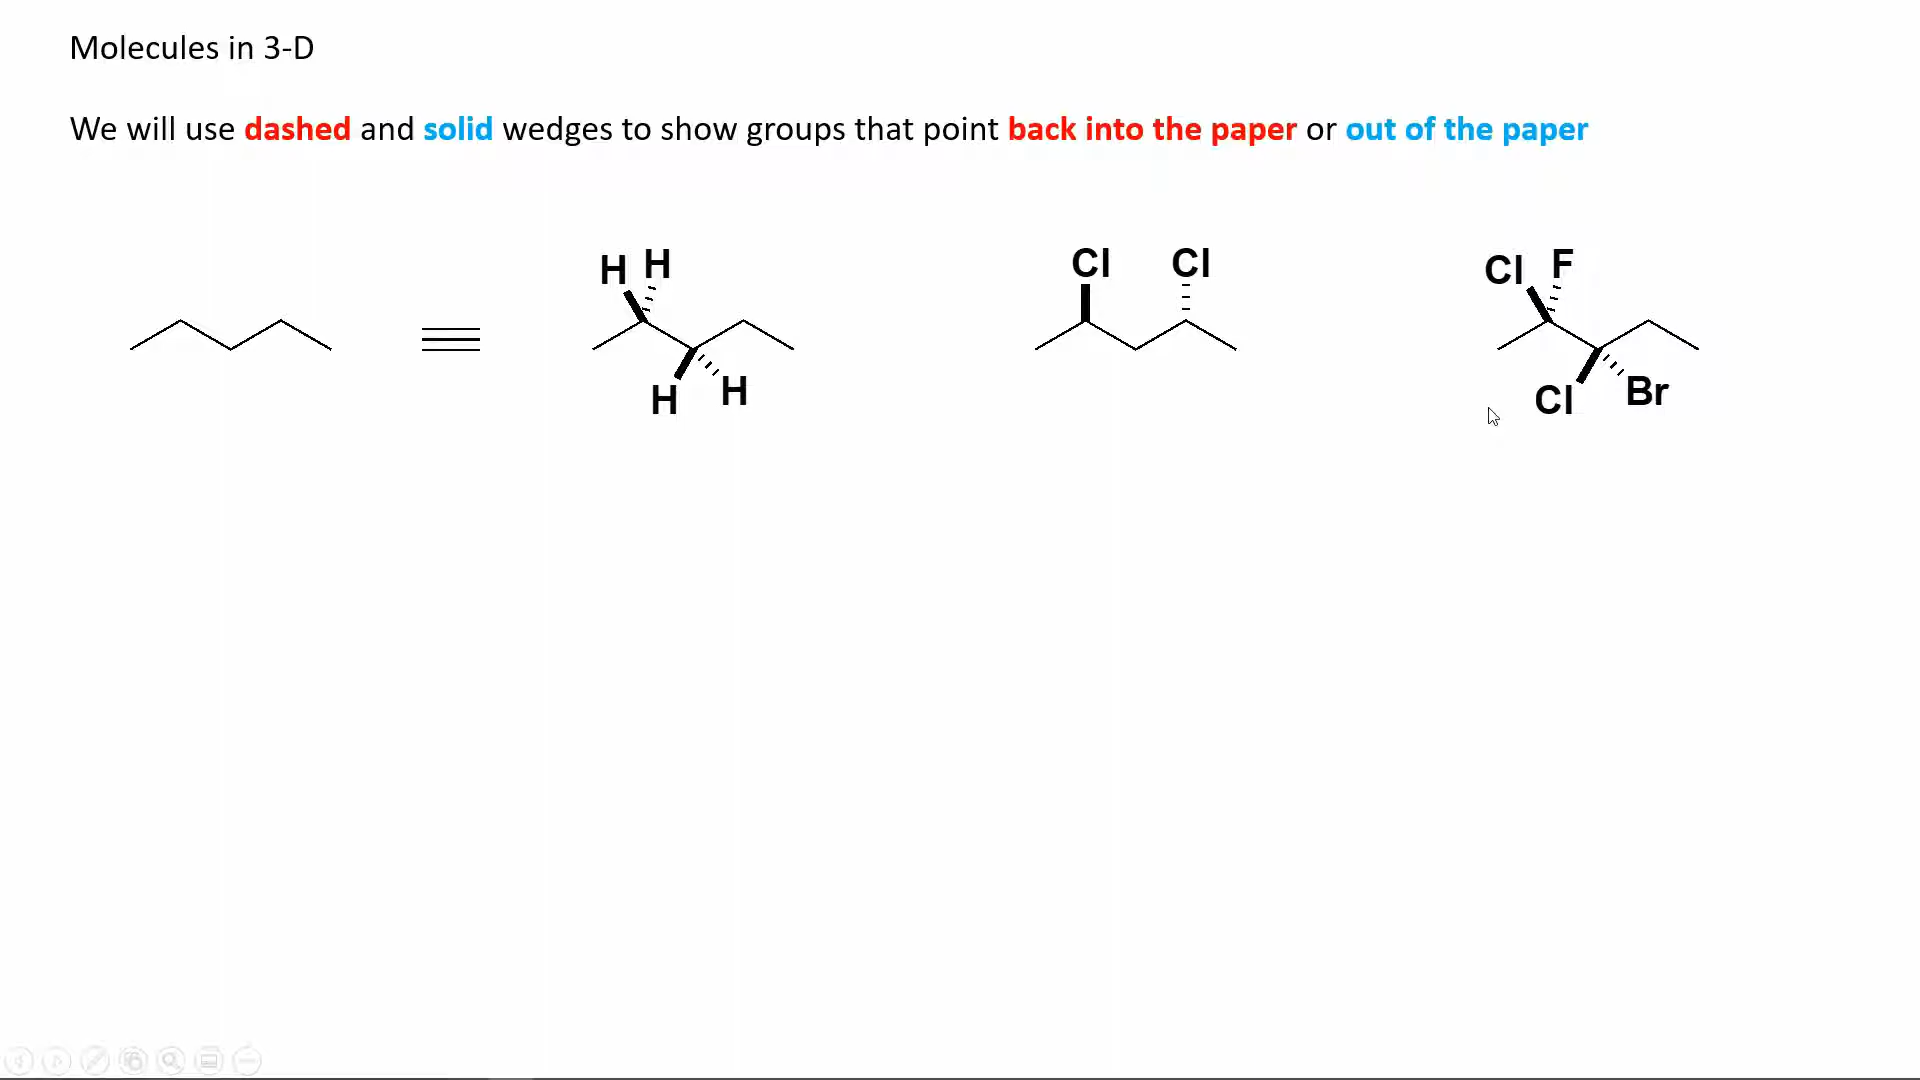 Molecules in 3-D
We will use dashed and solid wedges to show groups that point back into the paper or out of the paper
H H
H H
Cl Cl
Cl F
Cl Br